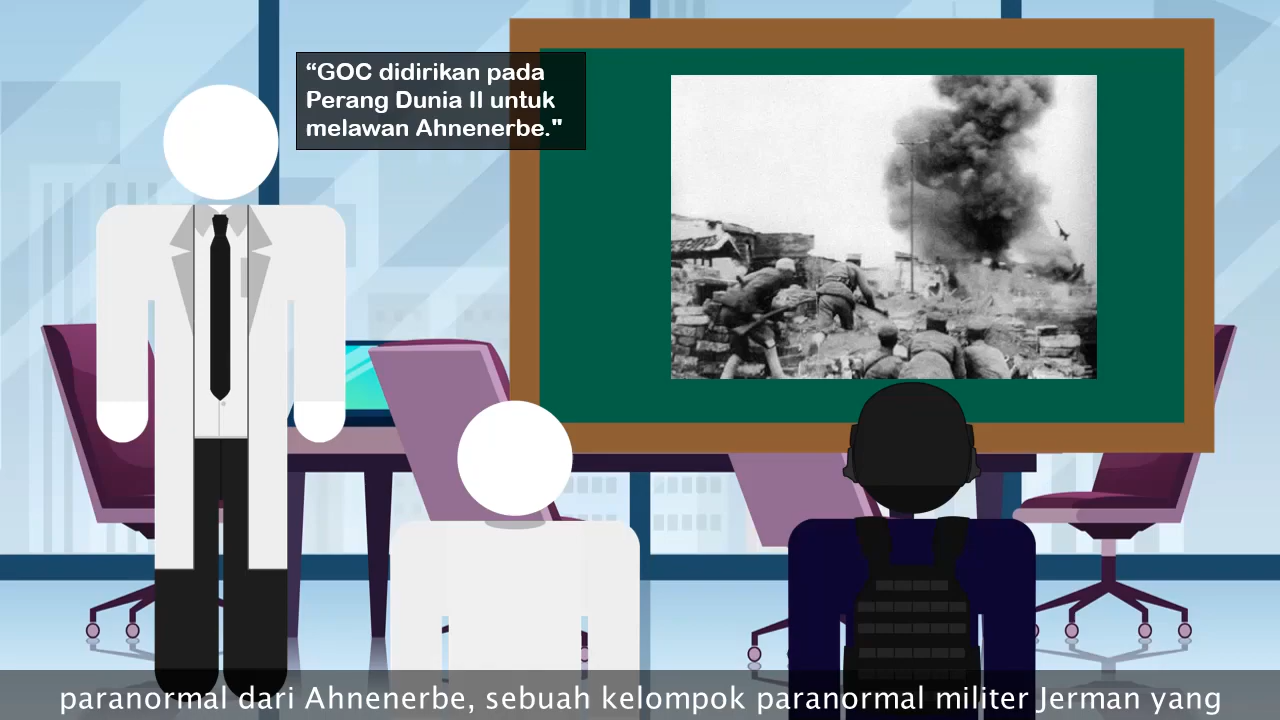 “GOC didirikan pada
Perang Dunia II untuk
melawan Ahnenerbe."
paranormal dari Ahnenerbe, sebuah kelompok paranormal militer Jerman yang